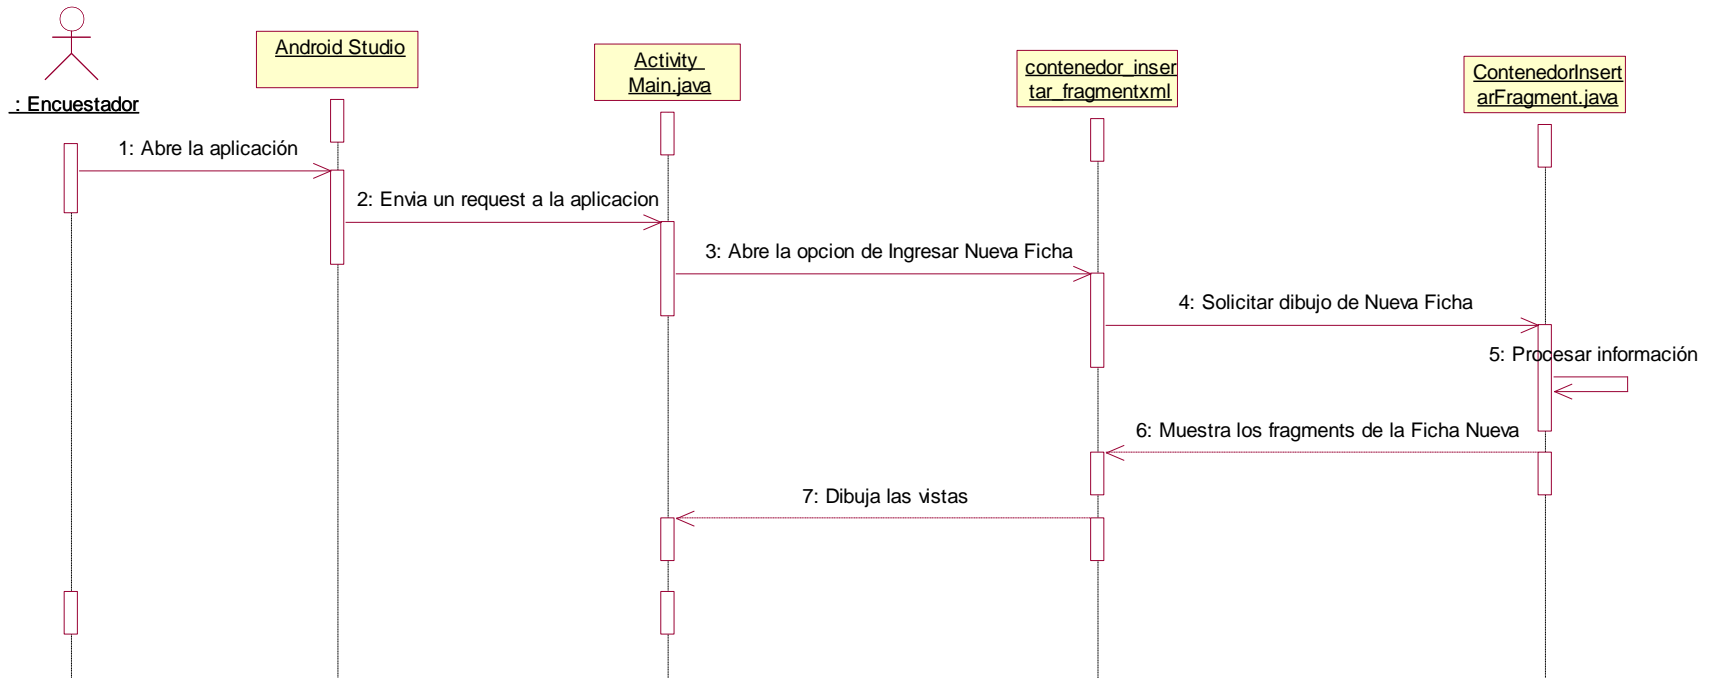 : Encuestador
Android Studio
Activity_
Main.java
contenedor_inser
tar_fragmentxml
ContenedorInsert
arFragment.java
1: Abre la aplicación
2: Envia un request a la aplicacion
3: Abre la opcion de Ingresar Nueva Ficha
4: Solicitar dibujo de Nueva Ficha
5: Procesar información
6: Muestra los fragments de la Ficha Nueva
7: Dibuja las vistas